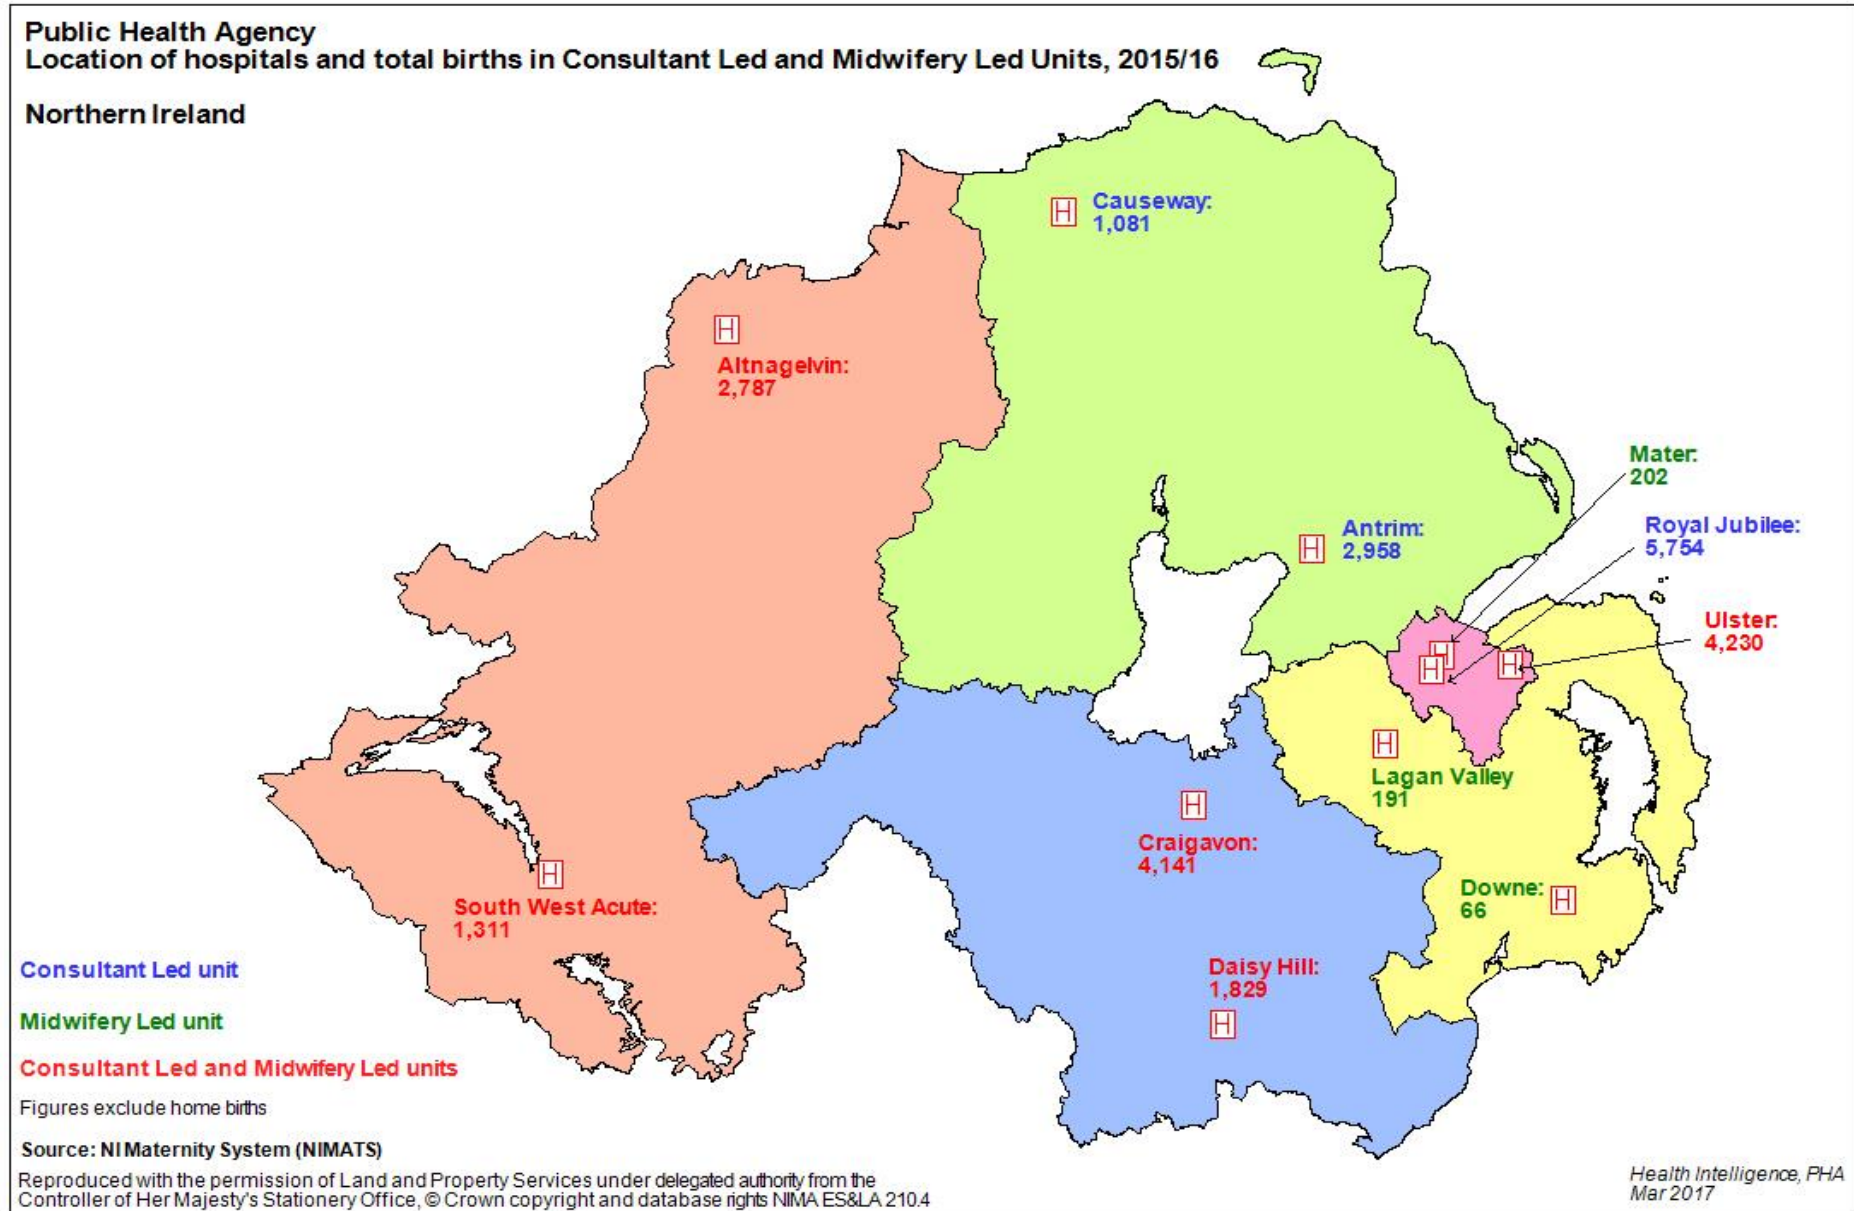 Public Health Agency
Location of hospitals and total births in Consultant Led and Midwifery Led Units, 2015/16
Northern Ireland
H
Causeway:
1,081
H
Altnagelvin:
2,787
Mater:
202
H
Antrim:
2,958
Royal Jubilee:
5,754
Ulster:
4,230
H
H
H
H
Lagan Valley
191
H
Craigavon:
4,141
H
South West Acute:
1,311
Downe:
66
H
Daisy Hill:
1,829
H
Consultant Led unit
Midwifery Led unit
Consultant Led and Midwifery Led units
Figures exclude home births
Source: NI Maternity System (NIMATS)
Reproduced with the permission of Land and Property Services under delegated authority from the
Controller of Her Majesty's Stationery Office, © Crown copyright and database rights NIMA ES&LA 210.4
Health Intelligence, PHA
Mar 2017